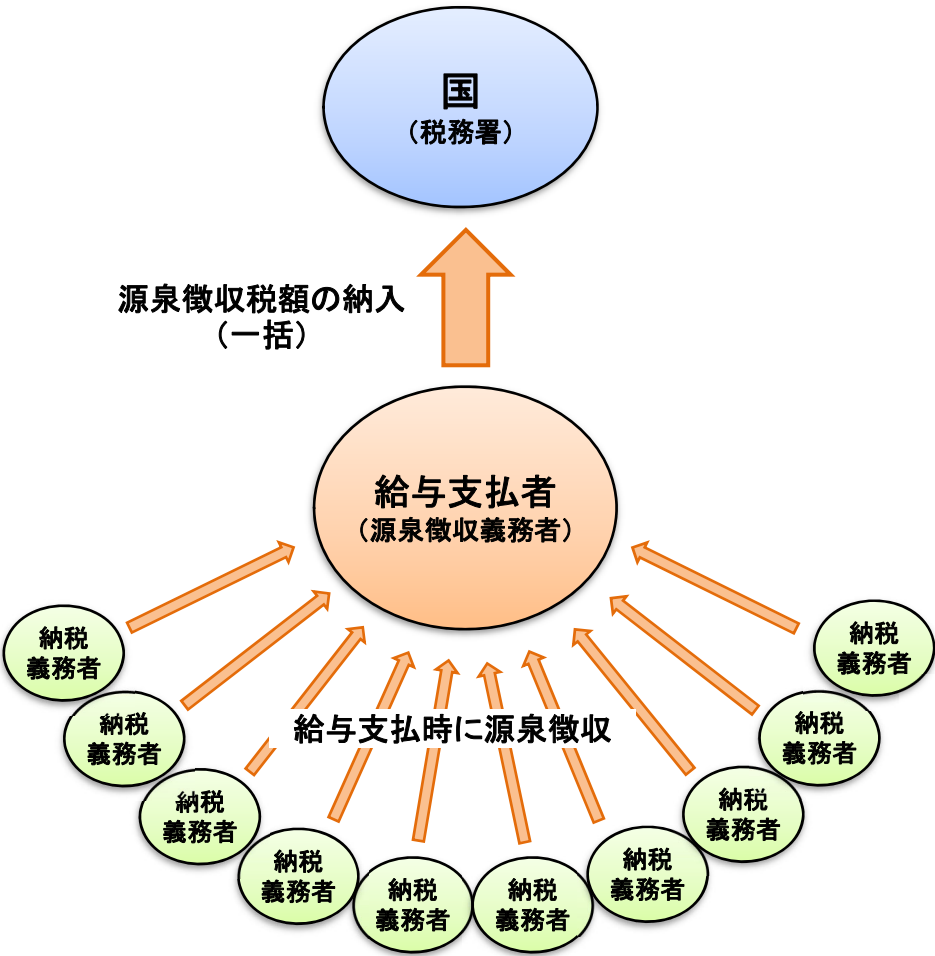 国
（税務署）
源泉徴収税額の納入
（一括）
給与支払者
（源泉徴収義務者）
給与支払時に源泉徴収
納税
義務者
納税
義務者
納税
義務者
納税
義務者
納税
義務者
納税
義務者
納税
義務者
納税
義務者
納税
義務者
納税
義務者